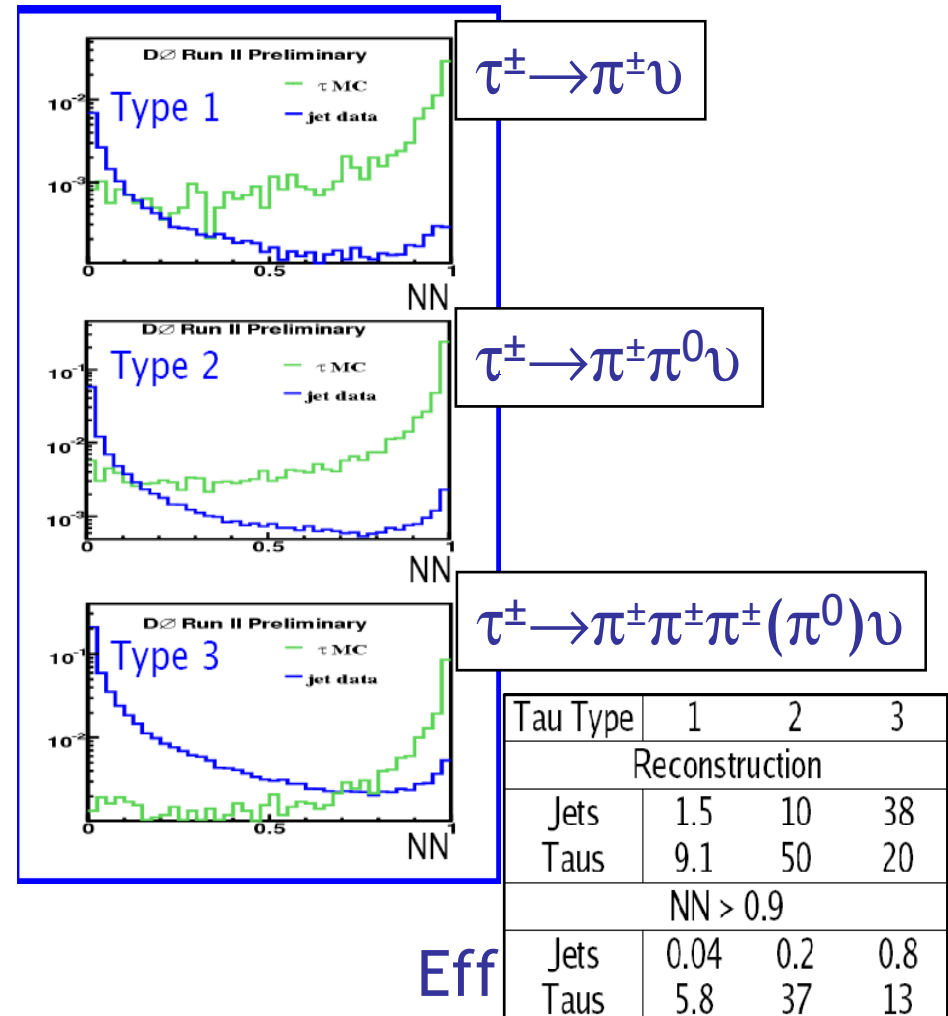 DØ Run II Preliminary
τ MC
jet data
Type 1
10⁻²
10⁻³
0 0.5 1
NN
τ±→π±υ
DØ Run II Preliminary
τ MC
jet data
Type 2
10⁻¹
10⁻²
10⁻³
0 0.5 1
NN
τ±→π±π⁰υ
DØ Run II Preliminary
τ MC
jet data
Type 3
10⁻¹
10⁻²
0 0.5 1
NN
τ±→π±π±π±(π⁰)υ
Tau Type 1 2 3
Reconstruction
Jets 1.5 10 38
Taus 9.1 50 20
NN > 0.9
Jets 0.04 0.2 0.8
Taus 5.8 37 13
Eff